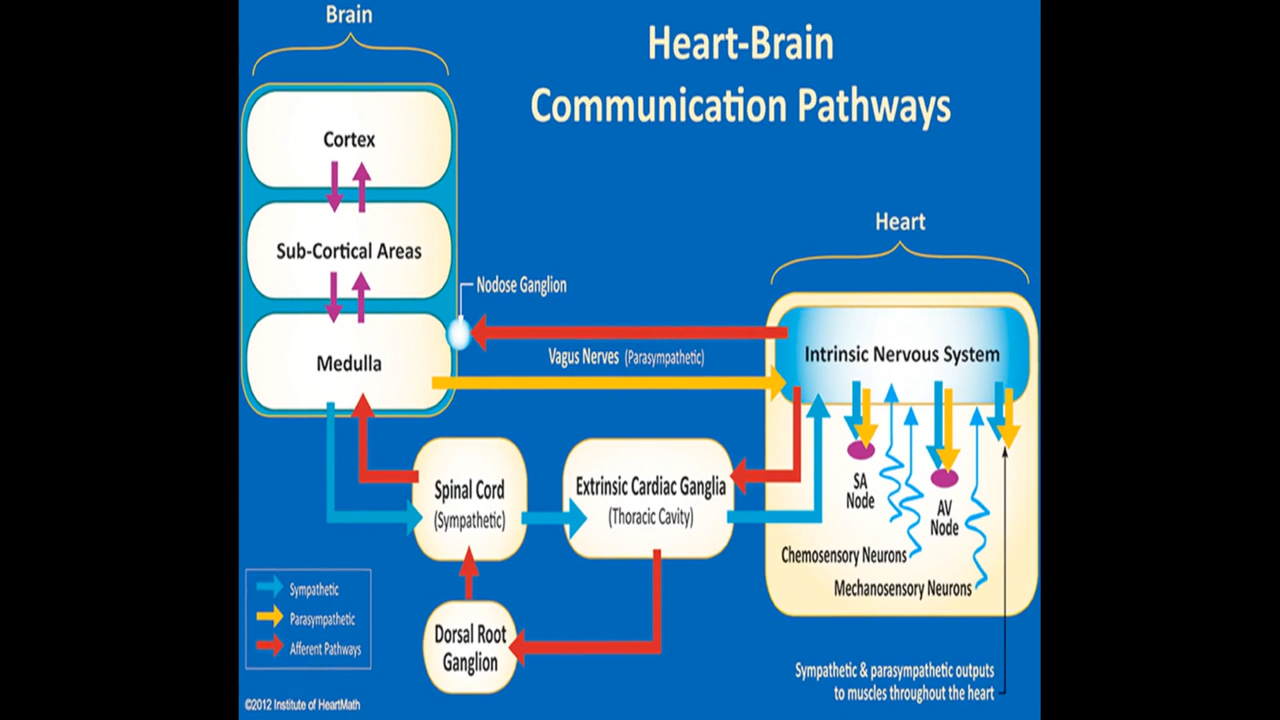 Brain
Heart-Brain
Communication Pathways
Cortex
Sub-Cortical Areas
Medulla
Nodose Ganglion
Vagus Nerves (Parasympathetic)
Heart
Intrinsic Nervous System
SA
Node
AV
Node
Chemosensory Neurons
Mechanosensory Neurons
Spinal Cord
(Sympathetic)
Extrinsic Cardiac Ganglia
(Thoracic Cavity)
Dorsal Root
Ganglion
Sympathetic
Parasympathetic
Afferent Pathways
Sympathetic & parasympathetic outputs
to muscles throughout the heart
©2012 Institute of HeartMath